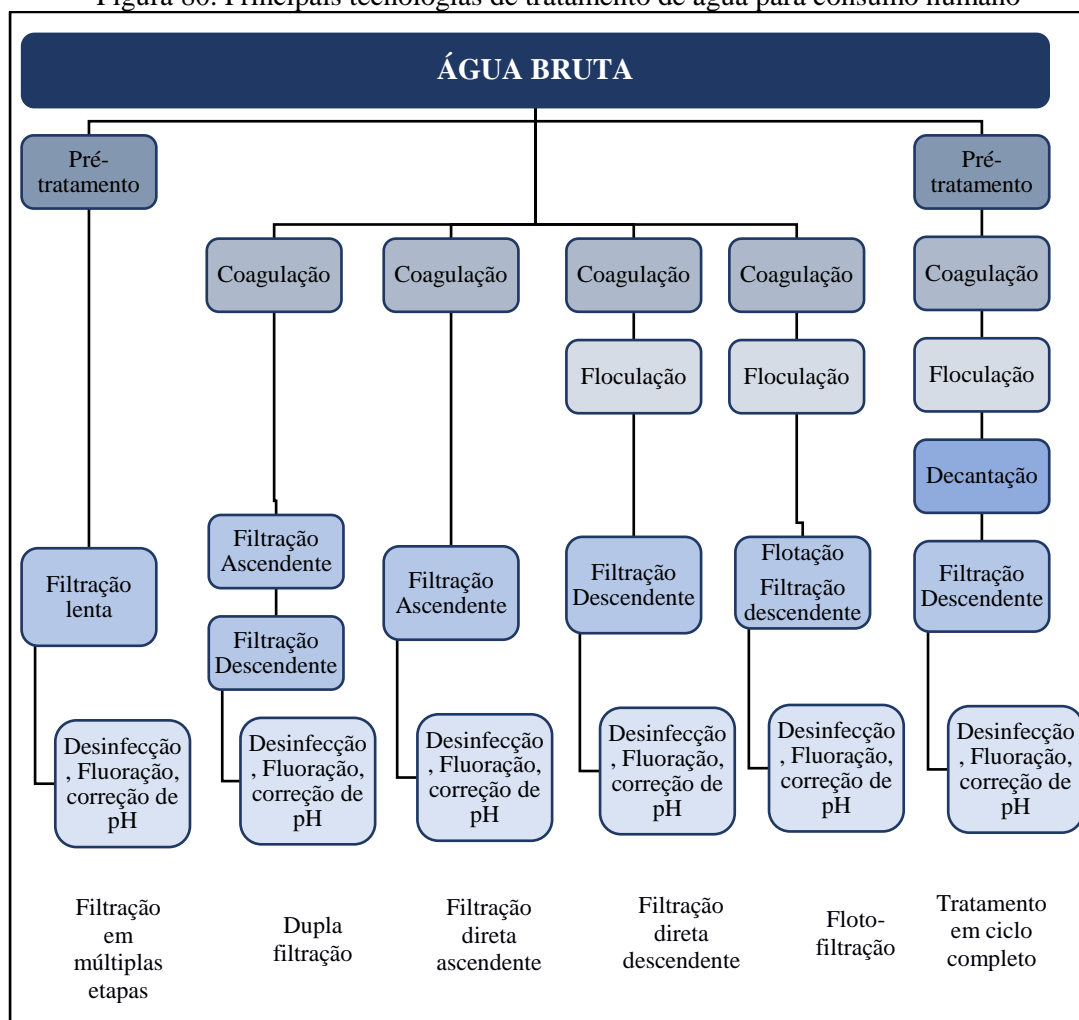 Figura 80: Principais tecnologias de tratamento de água para consumo humano
ÁGUA BRUTA
Pré-
tratamento
Filtração
lenta
Desinfecção
, Fluoração,
correção de
pH
Filtração
em
múltiplas
etapas
Coagulação
Filtração
Ascendente
Filtração
Descendente
Desinfecção
, Fluoração,
correção de
pH
Dupla
filtração
Coagulação
Filtração
Ascendente
Desinfecção
, Fluoração,
correção de
pH
Filtração
direta
ascendente
Coagulação
Floculação
Filtração
Descendente
Desinfecção
, Fluoração,
correção de
pH
Filtração
direta
descendente
Coagulação
Floculação
Flotação
Filtração
descendente
Desinfecção
, Fluoração,
correção de
pH
Floto-
filtração
Pré-
tratamento
Coagulação
Floculação
Decantação
Filtração
Descendente
Desinfecção
, Fluoração,
correção de
pH
Tratamento
em ciclo
completo